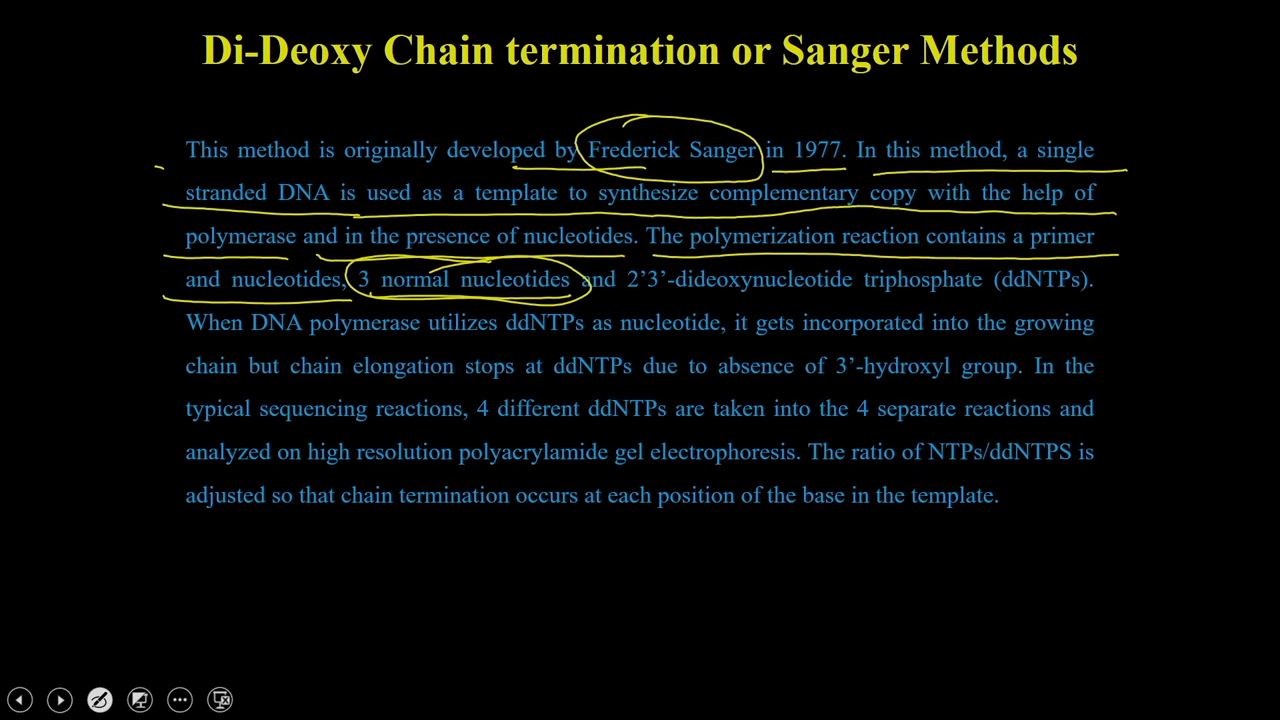 Di-Deoxy Chain termination or Sanger Methods
This method is originally developed by Frederick Sanger in 1977. In this method, a single
stranded DNA is used as a template to synthesize complementary copy with the help of
polymerase and in the presence of nucleotides. The polymerization reaction contains a primer
and nucleotides, 3 normal nucleotides and 2’3’-dideoxynucleotide triphosphate (ddNTPs).
When DNA polymerase utilizes ddNTPs as nucleotide, it gets incorporated into the growing
chain but chain elongation stops at ddNTPs due to absence of 3’-hydroxyl group. In the
typical sequencing reactions, 4 different ddNTPs are taken into the 4 separate reactions and
analyzed on high resolution polyacrylamide gel electrophoresis. The ratio of NTPs/ddNTPS is
adjusted so that chain termination occurs at each position of the base in the template.